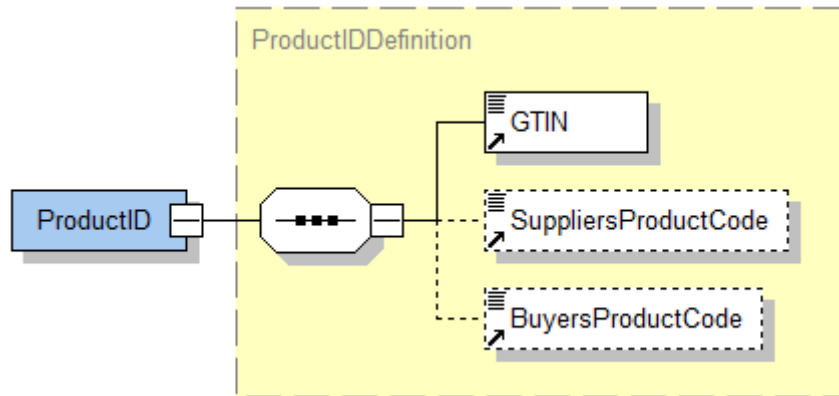 ProductIDDefinition
GTIN
ProductID
SuppliersProductCode
BuyersProductCode